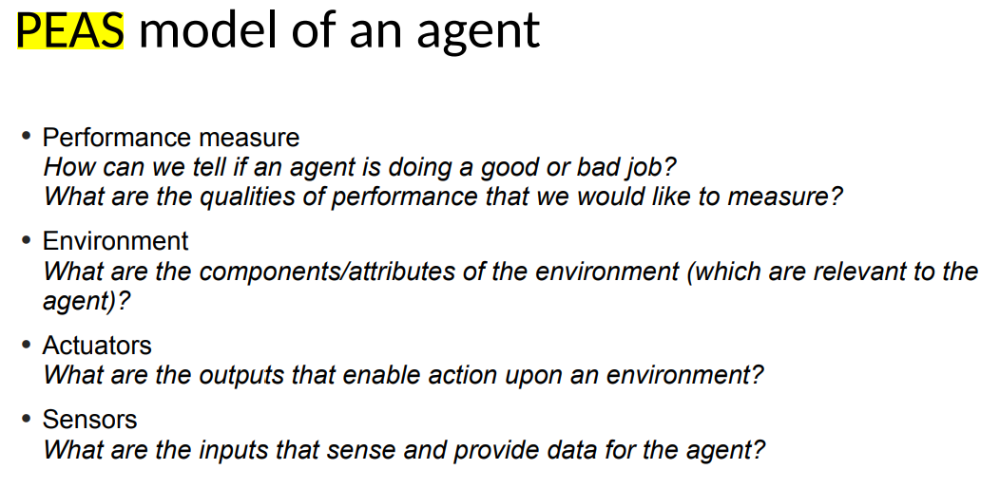 PEAS model of an agent
• Performance measure
How can we tell if an agent is doing a good or bad job?
What are the qualities of performance that we would like to measure?
• Environment
What are the components/attributes of the environment (which are relevant to the
agent)?
• Actuators
What are the outputs that enable action upon an environment?
• Sensors
What are the inputs that sense and provide data for the agent?